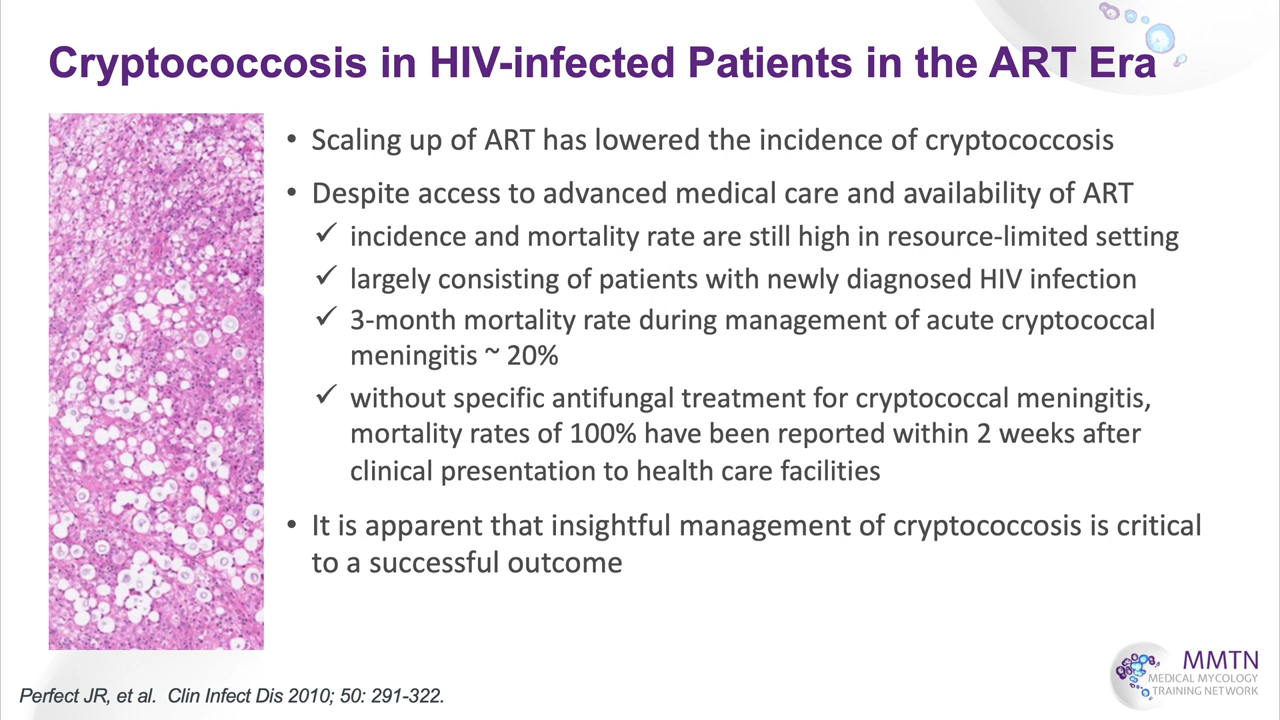 Cryptococcosis in HIV-infected Patients in the ART Era
• Scaling up of ART has lowered the incidence of cryptococcosis
• Despite access to advanced medical care and availability of ART
✓ incidence and mortality rate are still high in resource-limited setting
✓ largely consisting of patients with newly diagnosed HIV infection
✓ 3-month mortality rate during management of acute cryptococcal
meningitis ~ 20%
✓ without specific antifungal treatment for cryptococcal meningitis,
mortality rates of 100% have been reported within 2 weeks after
clinical presentation to health care facilities
• It is apparent that insightful management of cryptococcosis is critical
to a successful outcome
Perfect JR, et al. Clin Infect Dis 2010; 50: 291-322.
MMTN
MEDICAL MYCOLOGY
TRAINING NETWORK